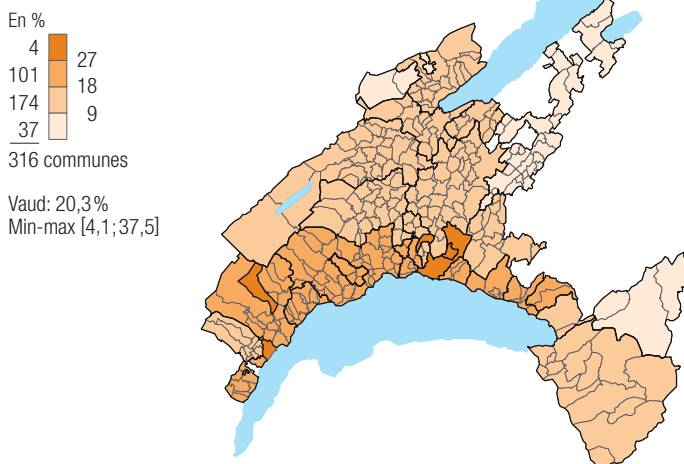 En %
4
27
101
18
174
9
37
316 communes
Vaud: 20,3%
Min-max [4,1; 37,5]